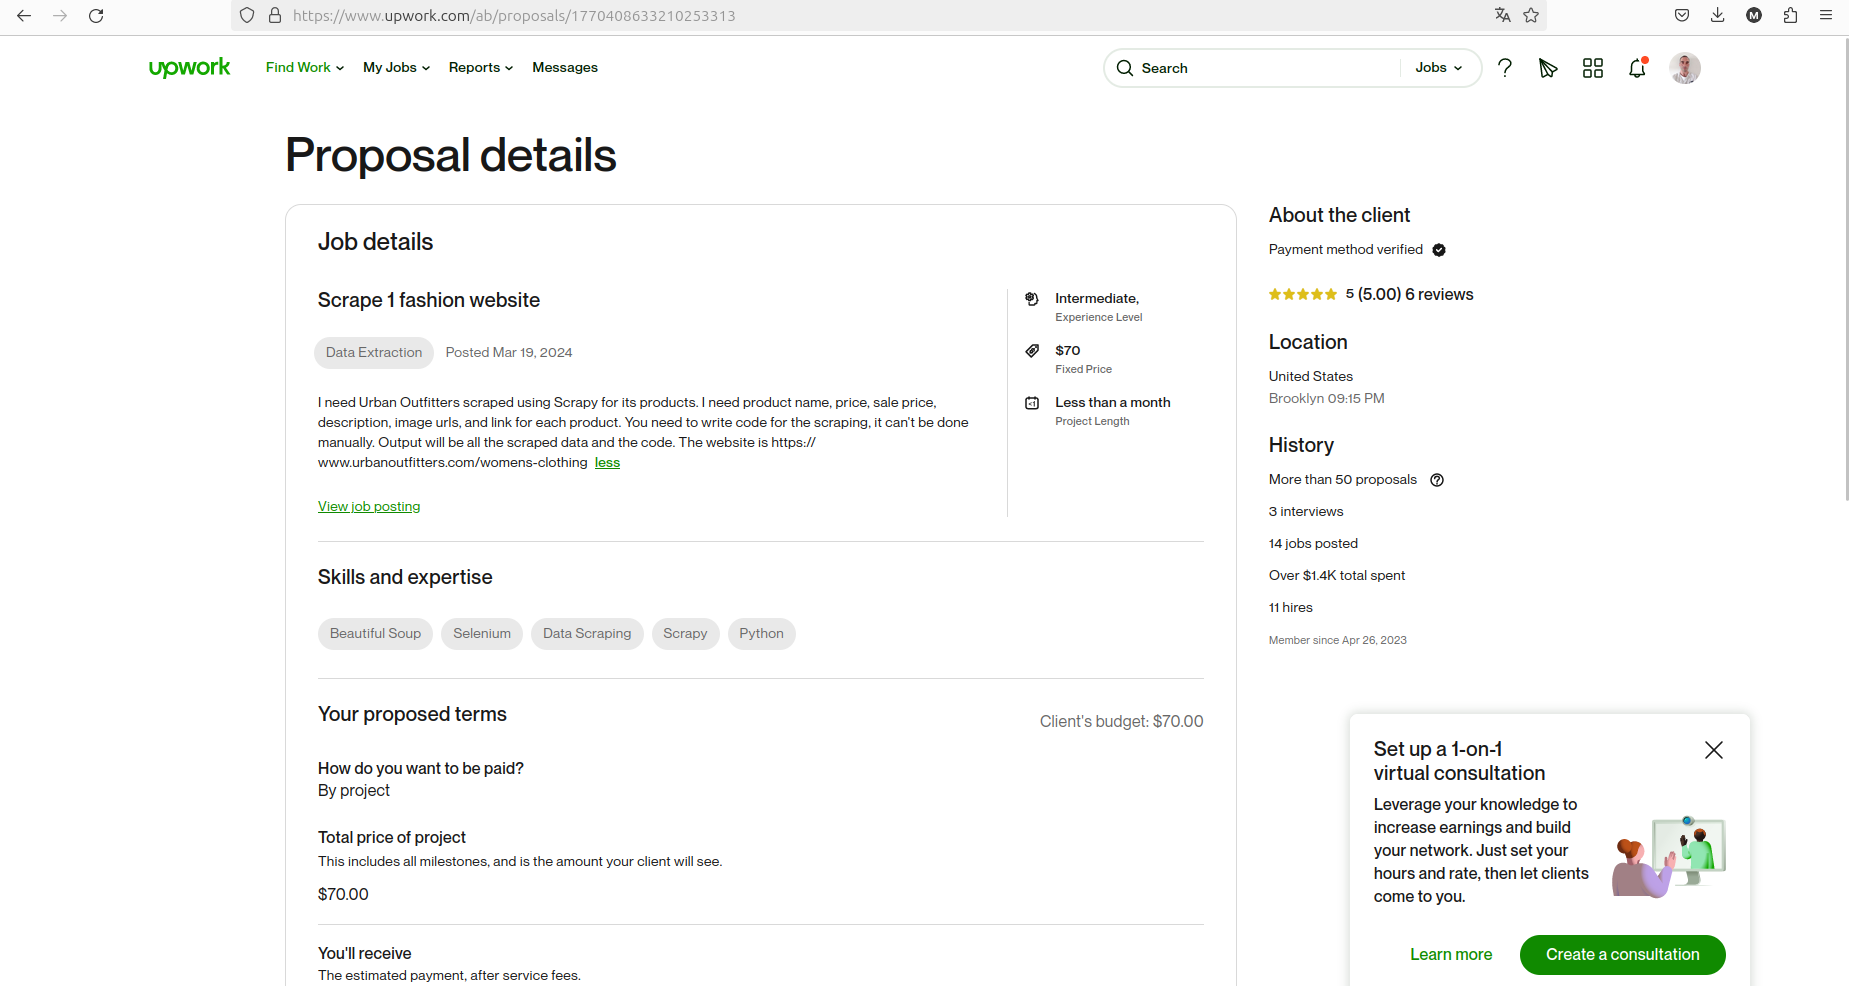 https://www.upwork.com/ab/proposals/1770408633210253313
upwork
Find Work
My Jobs
Reports
Messages
Search
Jobs
Proposal details
Job details
Scrape 1 fashion website
Data Extraction
Posted Mar 19, 2024
I need Urban Outfitters scraped using Scrapy for its products. I need product name, price, sale price,
description, image urls, and link for each product. You need to write code for the scraping, it can't be done
manually. Output will be all the scraped data and the code. The website is https://
www.urbanoutfitters.com/womens-clothing less
View job posting
Intermediate,
Experience Level
$70
Fixed Price
Less than a month
Project Length
Skills and expertise
Beautiful Soup
Selenium
Data Scraping
Scrapy
Python
Your proposed terms
Client's budget: $70.00
How do you want to be paid?
By project
Total price of project
This includes all milestones, and is the amount your client will see.
$70.00
You'll receive
The estimated payment, after service fees.
About the client
Payment method verified
5 (5.00) 6 reviews
Location
United States
Brooklyn 09:15 PM
History
More than 50 proposals
3 interviews
14 jobs posted
Over $1.4K total spent
11 hires
Member since Apr 26, 2023
Set up a 1-on-1
virtual consultation
Leverage your knowledge to
increase earnings and build
your network. Just set your
hours and rate, then let clients
come to you.
Learn more
Create a consultation